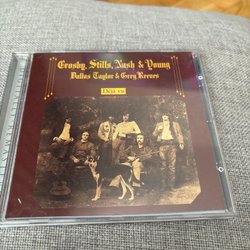 Crosby, Stills, Nash & Young
Dallas Taylor & Greg Reeves
Déjà vu